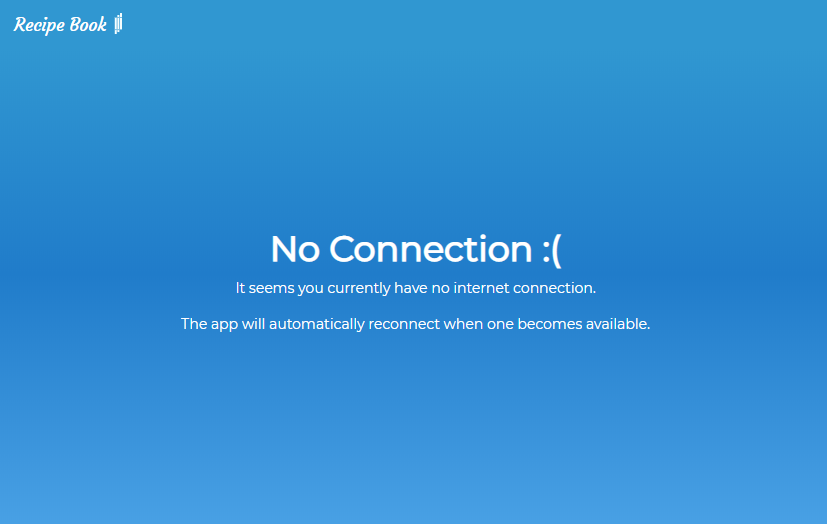 Recipe Book
No Connection :(
It seems you currently have no internet connection.
The app will automatically reconnect when one becomes available.